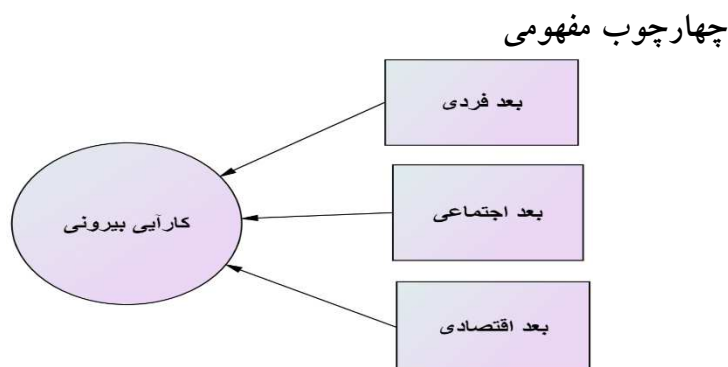 چهارچوب مفهومی
بعد فردی
کارآیی بیرونی
بعد اجتماعی
بعد اقتصادی